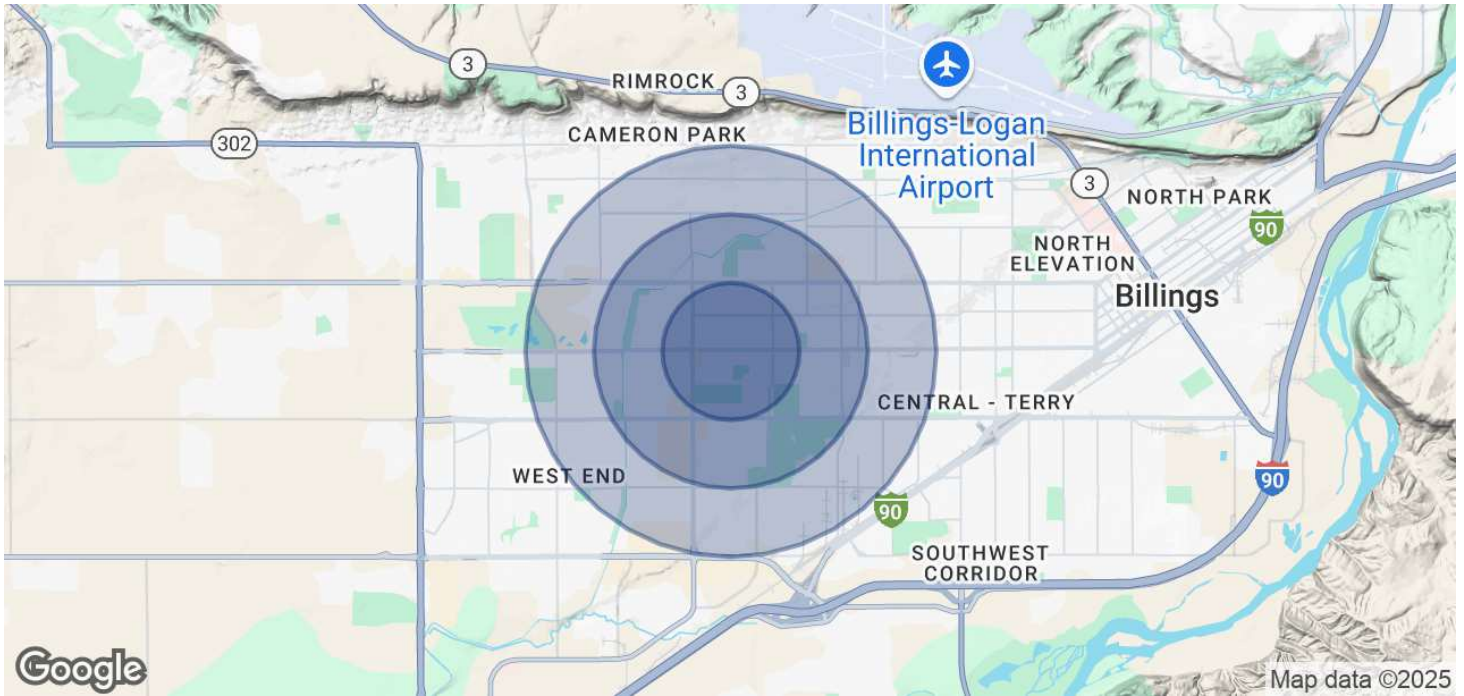 3
RIMROCK
3
CAMERON PARK
302
Billings-Logan
International
Airport
3
NORTH PARK
90
NORTH
ELEVATION
Billings
CENTRAL - TERRY
WEST END
90
90
SOUTHWEST
CORRIDOR
Google
Map data ©2025